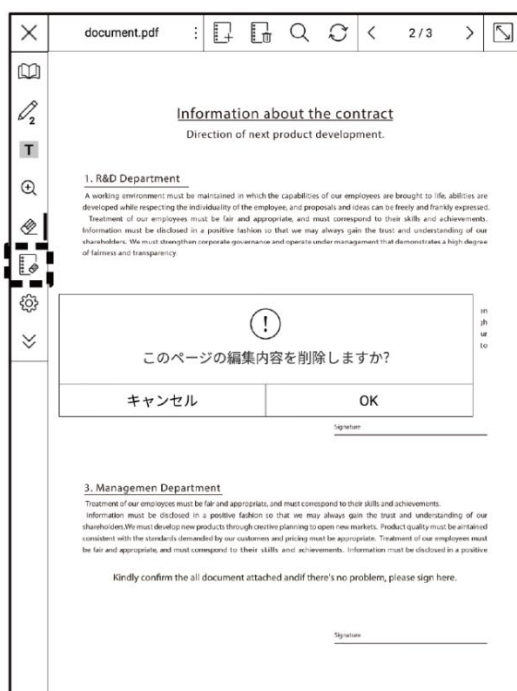 document.pdf
2 / 3
2
T
Information about the contract
Direction of next product development.
1. R&D Department
A working environment must be maintained in which the capabilities of our employees are brought to life, abilities are
developed while respecting the individuality of the employee, and proposals and ideas can be freely and frankly expressed.
Treatment of our employees must be fair and appropriate, and must correspond to their skills and achievements.
Information must be disclosed in a positive fashion so that we may always gain the trust and understanding of our
shareholders. We must strengthen corporate governance and operate under management that demonstrates a high degree
of fairness and transparency.
en
gh
ur
to
!
このページの編集内容を削除しますか?
キャンセル
OK
Signature
3. Managemen Department
Treatment of our employees must be fair and appropriate, and must correspond to their skills and achievements.
Information must be disclosed in a positive fashion so that we may always gain the trust and understanding of our
shareholders.We must develop new products through creative planning to open new markets. Product quality must be aintained
consistent with the standards demanded by our customers and pricing must be appropriate. Treatment of our employees must
be fair and appropriate, and must correspond to their skills and achievements. Information must be disclosed in a positive
Kindly confirm the all document attached andif there's no problem, please sign here.
Signature